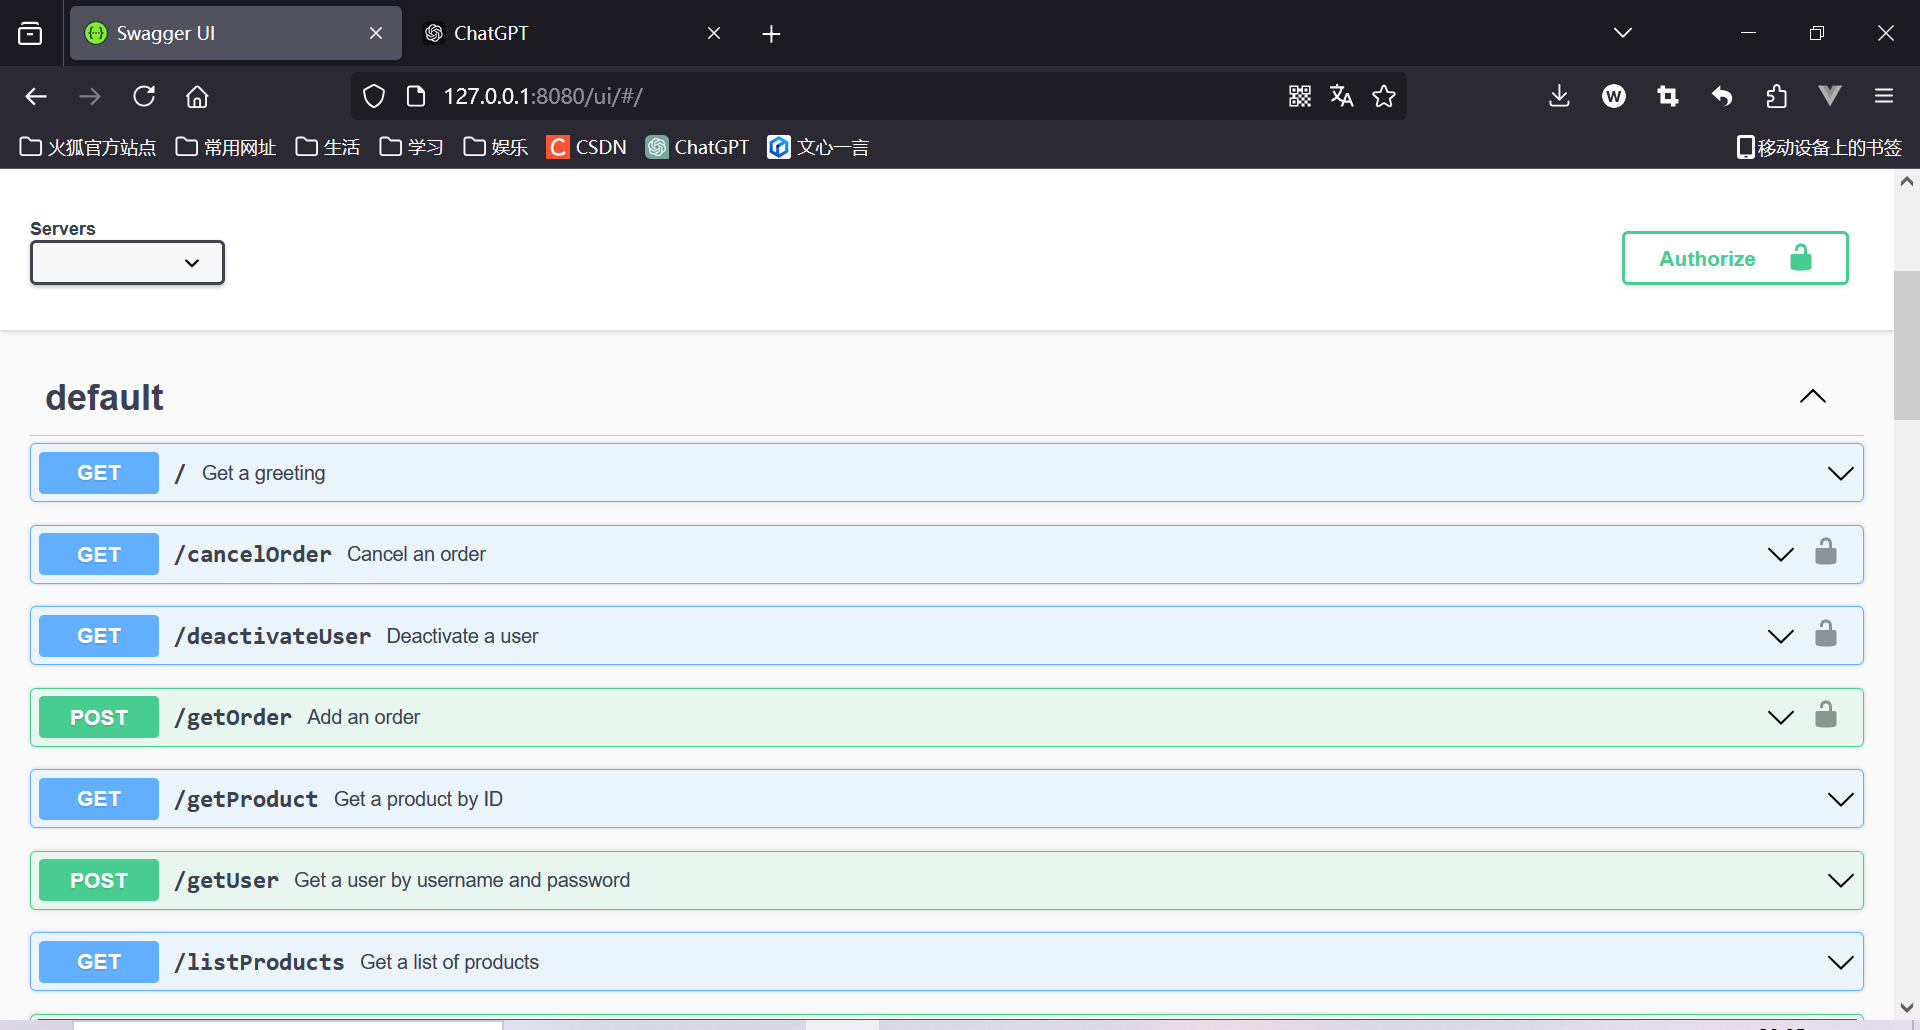 Swagger UI
ChatGPT
127.0.0.1:8080/ui/#/
火狐官方站点 常用网址 生活 学习 娱乐 CSDN ChatGPT 文心一言 移动设备上的书签
Servers
Authorize
default
GET / Get a greeting
GET /cancelOrder Cancel an order
GET /deactivateUser Deactivate a user
POST /getOrder Add an order
GET /getProduct Get a product by ID
POST /getUser Get a user by username and password
GET /listProducts Get a list of products